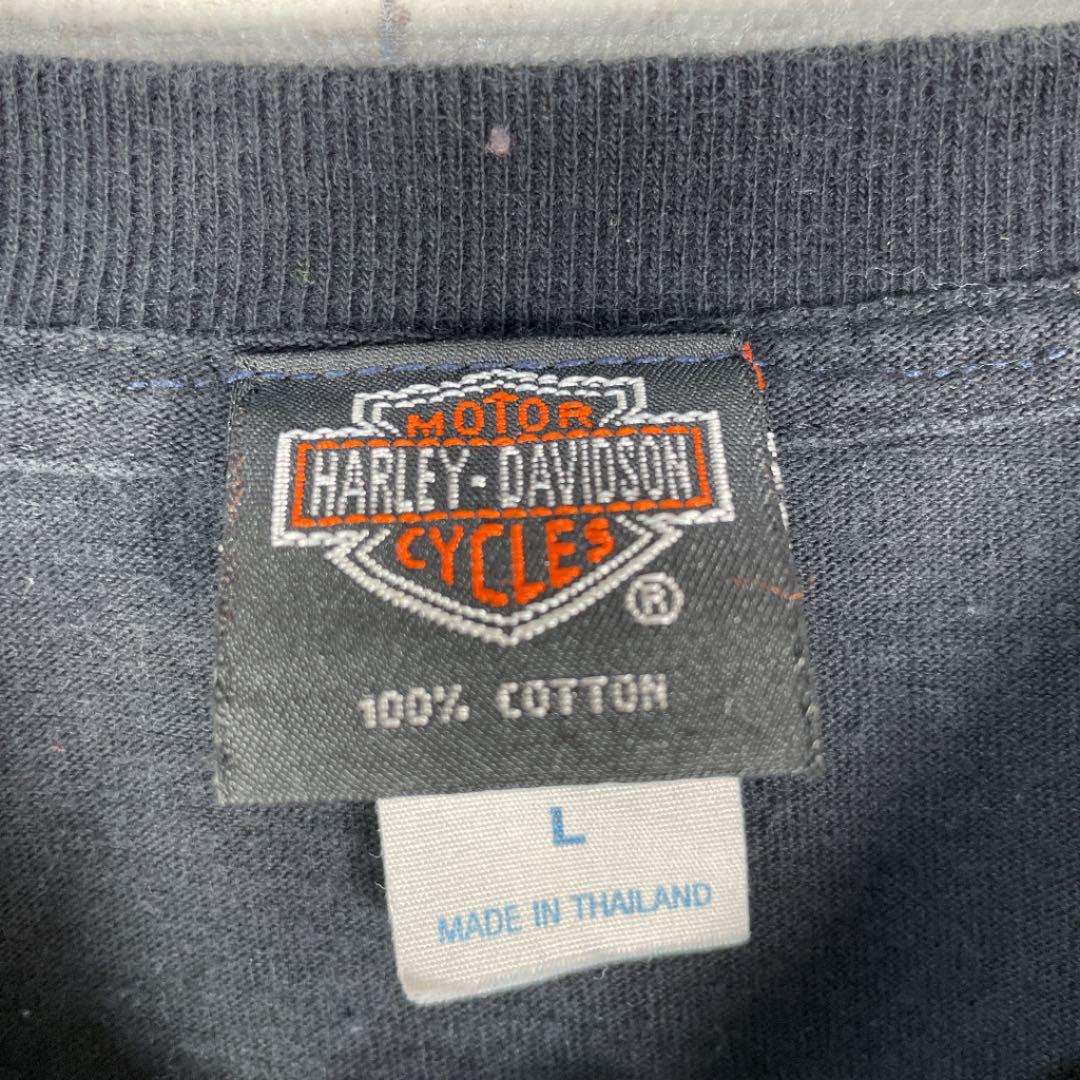 MOTOR
HARLEY-DAVIDSON
CYCLES
®
100% COTTON
L
MADE IN THAILAND